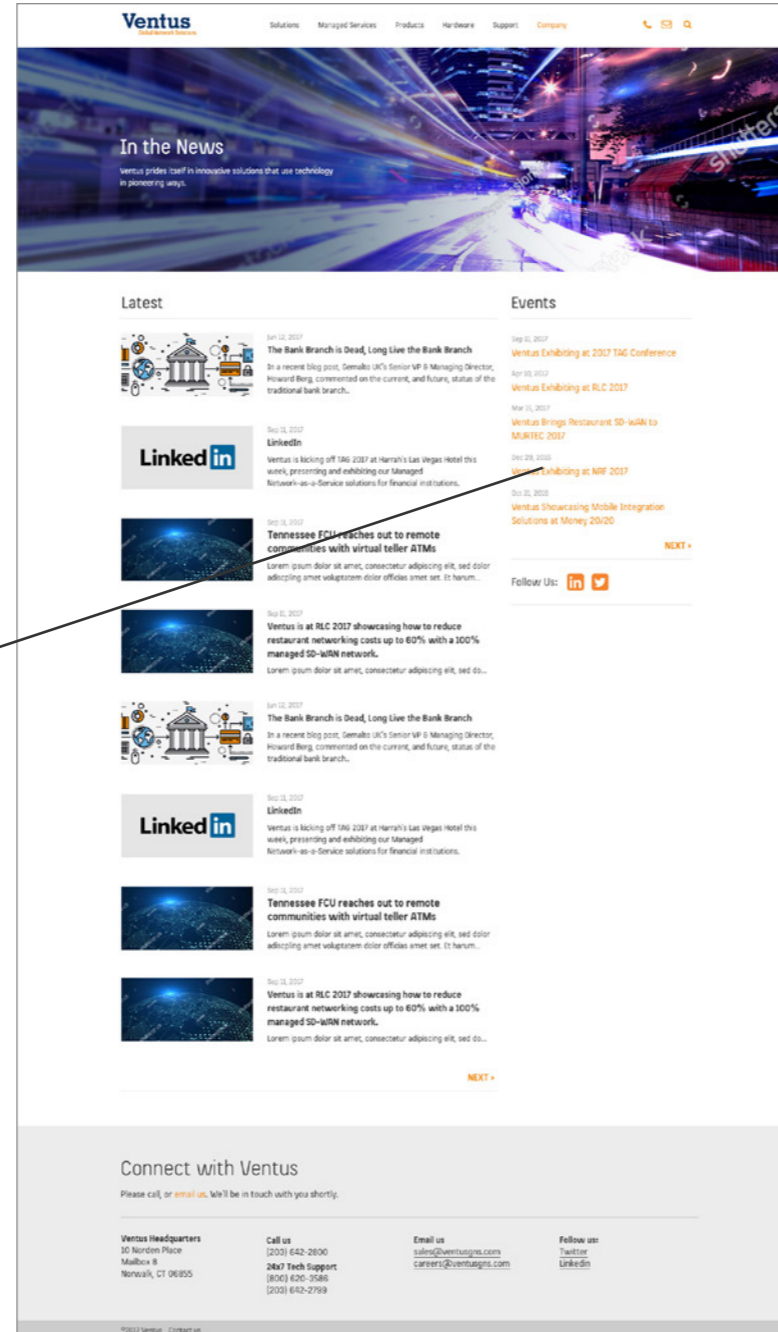 Ventus
Global Network Solutions
Solutions Managed Services Products Hardware Support Company
In the News
Ventus prides itself in innovative solutions that use technology
in pioneering ways.
Latest
Jun 12, 2017
The Bank Branch is Dead, Long Live the Bank Branch
In a recent blog post, Gemalto UK's Senior VP & Managing Director,
Howard Berg, commented on the current, and future, status of the
traditional bank branch...
Linked in
Sep 11, 2017
LinkedIn
Ventus is kicking off TAG 2017 at Harrah's Las Vegas Hotel this
week, presenting and exhibiting our Managed
Network-as-a-Service solutions for financial institutions.
Sep 11, 2017
Tennessee FCU reaches out to remote
communities with virtual teller ATMs
Lorem ipsum dolor sit amet, consectetur adipiscing elit, sed dolor
adiscpling amet voluptatem dolor officias amet set. Et harum...
Sep 11, 2017
Ventus is at RLC 2017 showcasing how to reduce
restaurant networking costs up to 60% with a 100%
managed SD-WAN network.
Lorem ipsum dolor sit amet, consectetur adipiscing elit, sed do...
Jun 12, 2017
The Bank Branch is Dead, Long Live the Bank Branch
In a recent blog post, Gemalto UK's Senior VP & Managing Director,
Howard Berg, commented on the current, and future, status of the
traditional bank branch...
Linked in
Sep 11, 2017
LinkedIn
Ventus is kicking off TAG 2017 at Harrah's Las Vegas Hotel this
week, presenting and exhibiting our Managed
Network-as-a-Service solutions for financial institutions.
Sep 11, 2017
Tennessee FCU reaches out to remote
communities with virtual teller ATMs
Lorem ipsum dolor sit amet, consectetur adipiscing elit, sed dolor
adiscpling amet voluptatem dolor officias amet set. Et harum...
Sep 11, 2017
Ventus is at RLC 2017 showcasing how to reduce
restaurant networking costs up to 60% with a 100%
managed SD-WAN network.
Lorem ipsum dolor sit amet, consectetur adipiscing elit, sed do...
NEXT >
Events
Sep 11, 2017
Ventus Exhibiting at 2017 TAG Conference
Apr 10, 2017
Ventus Exhibiting at RLC 2017
Mar 15, 2017
Ventus Brings Restaurant SD-WAN to
MURTEC 2017
Dec 29, 2016
Ventus Exhibiting at NRF 2017
Oct 21, 2016
Ventus Showcasing Mobile Integration
Solutions at Money 20/20
NEXT >
Follow Us: in
Connect with Ventus
Please call, or email us. We'll be in touch with you shortly.
Ventus Headquarters
10 Norden Place
Mailbox 8
Norwalk, CT 06855
Call us
(203) 642-2800
24x7 Tech Support
(800) 620-3586
(203) 642-2799
Email us
sales@ventusgns.com
careers@ventusgns.com
Follow us:
Twitter
Linkedin
©2017 Ventus Contact us